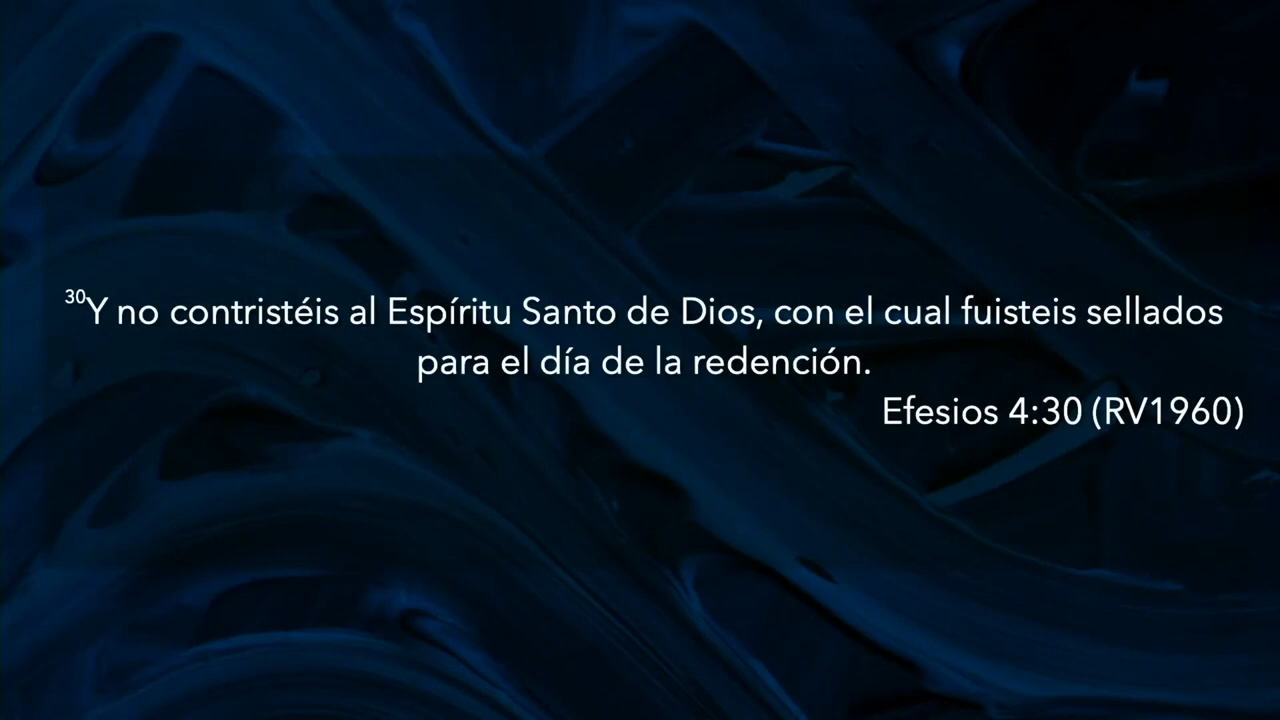 30Y no contristéis al Espíritu Santo de Dios, con el cual fuisteis sellados
para el día de la redención.
Efesios 4:30 (RV1960)